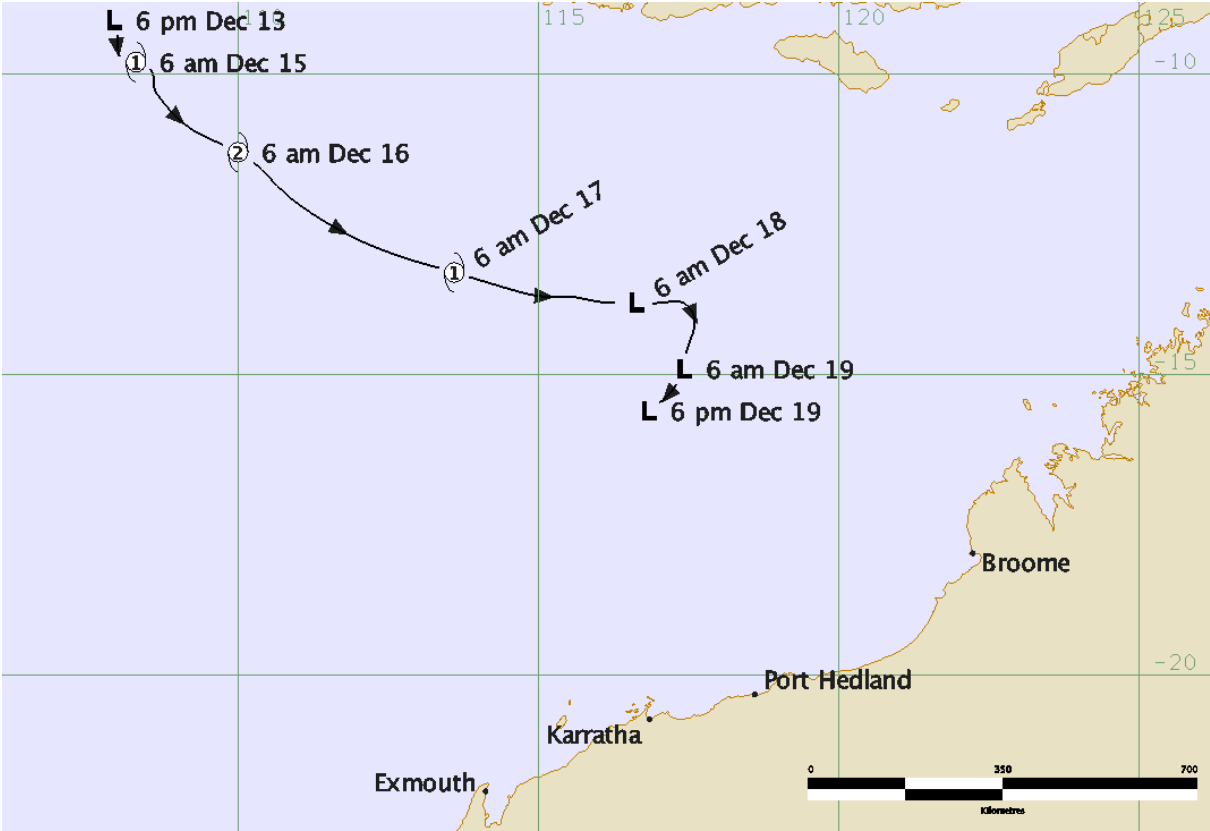 L 6 pm Dec 13
110
115
120
125
1 6 am Dec 15
-10
2 6 am Dec 16
1 6 am Dec 17
L 6 am Dec 18
L 6 am Dec 19
-15
L 6 pm Dec 19
Broome
Port Hedland
-20
Karratha
Exmouth
0 350 700
Kilometres